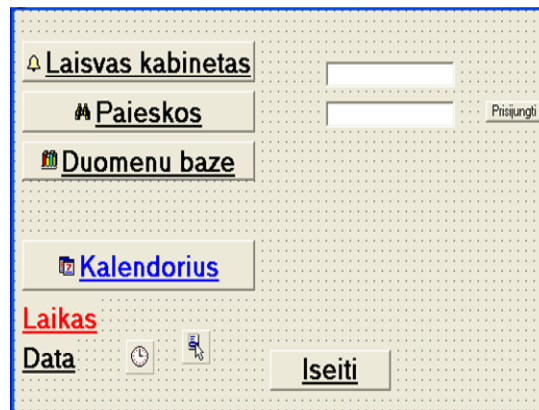 Laisvas kabinetas
Paieskos
Prisijungti
Duomenu baze
Kalendorius
Laikas
Data
Iseiti